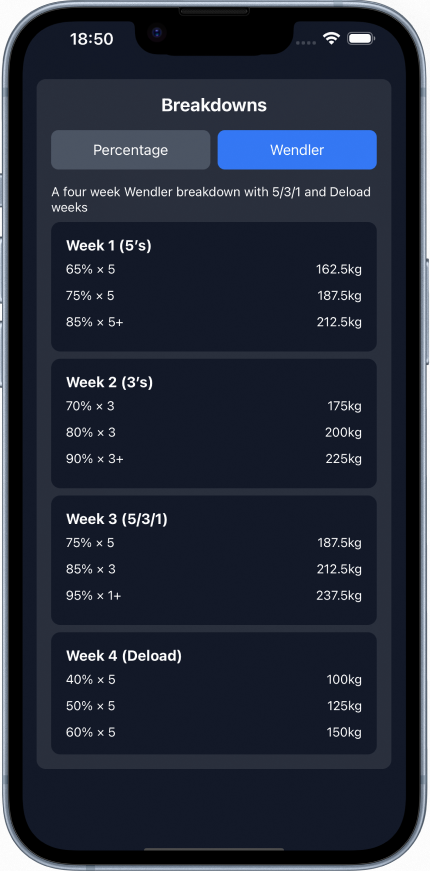 18:50
Breakdowns
Percentage
Wendler
A four week Wendler breakdown with 5/3/1 and Deload
weeks
Week 1 (5’s)
65% × 5 162.5kg
75% × 5 187.5kg
85% × 5+ 212.5kg
Week 2 (3’s)
70% × 3 175kg
80% × 3 200kg
90% × 3+ 225kg
Week 3 (5/3/1)
75% × 5 187.5kg
85% × 3 212.5kg
95% × 1+ 237.5kg
Week 4 (Deload)
40% × 5 100kg
50% × 5 125kg
60% × 5 150kg